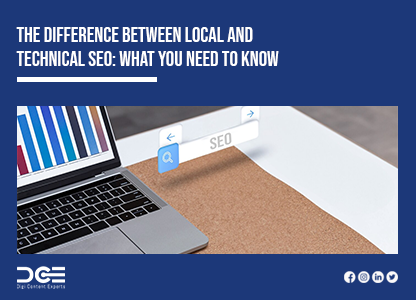 THE DIFFERENCE BETWEEN LOCAL AND
TECHNICAL SEO: WHAT YOU NEED TO KNOW
SEO
DCE
Digi Content Experts